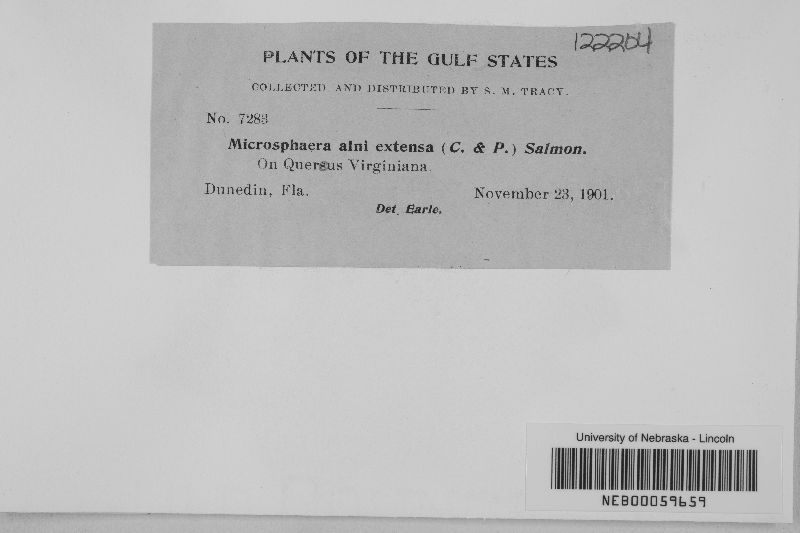 122204
PLANTS OF THE GULF STATES
COLLECTED AND DISTRIBUTED BY S. M. TRACY.
No. 7283
Microsphaera alni extensa (C. & P.) Salmon.
On Quercus Virginiana.
Dunedin, Fla. November 23, 1901.
Det. Earle.
University of Nebraska - Lincoln
NEB00059659